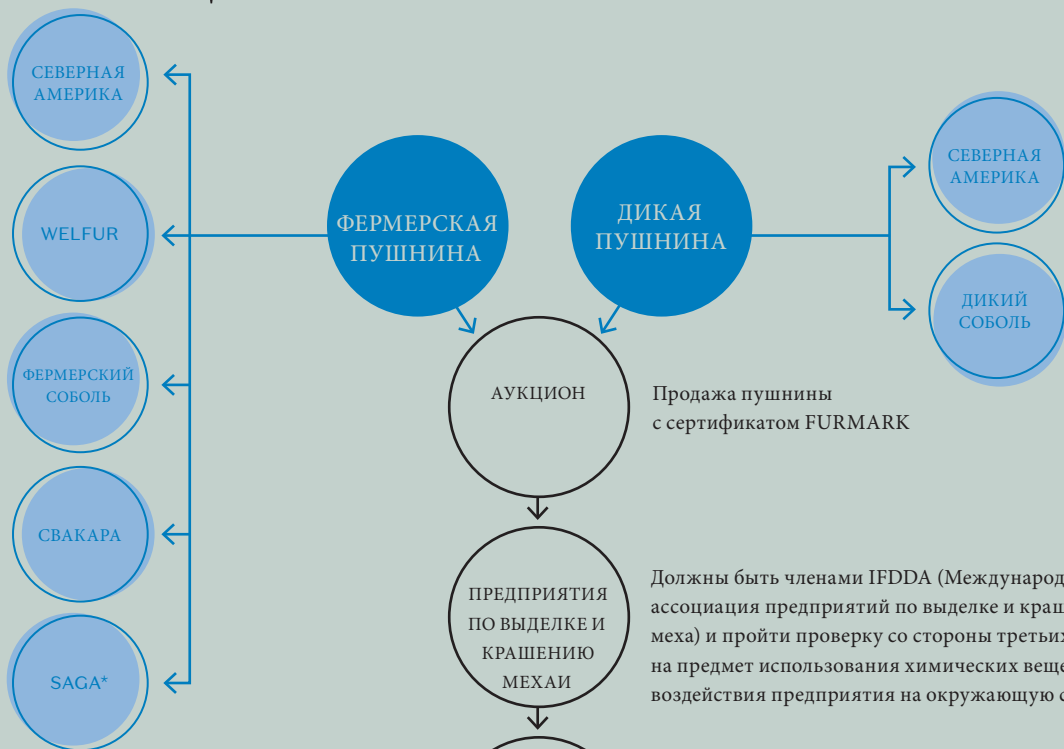 СЕВЕРНАЯ
АМЕРИКА
WELFUR
ФЕРМЕРСКИЙ
СОБОЛЬ
СВАКАРА
SAGA*
ФЕРМЕРСКАЯ
ПУШНИНА
ДИКАЯ
ПУШНИНА
СЕВЕРНАЯ
АМЕРИКА
ДИКИЙ
СОБОЛЬ
АУКЦИОН
Продажа пушнины
с сертификатом FURMARK
ПРЕДПРИЯТИЯ
ПО ВЫДЕЛКЕ И
КРАШЕНИЮ
МЕХАИ
Должны быть членами IFDDA (Международ
ассоциация предприятий по выделке и краш
меха) и пройти проверку со стороны третьих
на предмет использования химических веще
воздействия предприятия на окружающую с